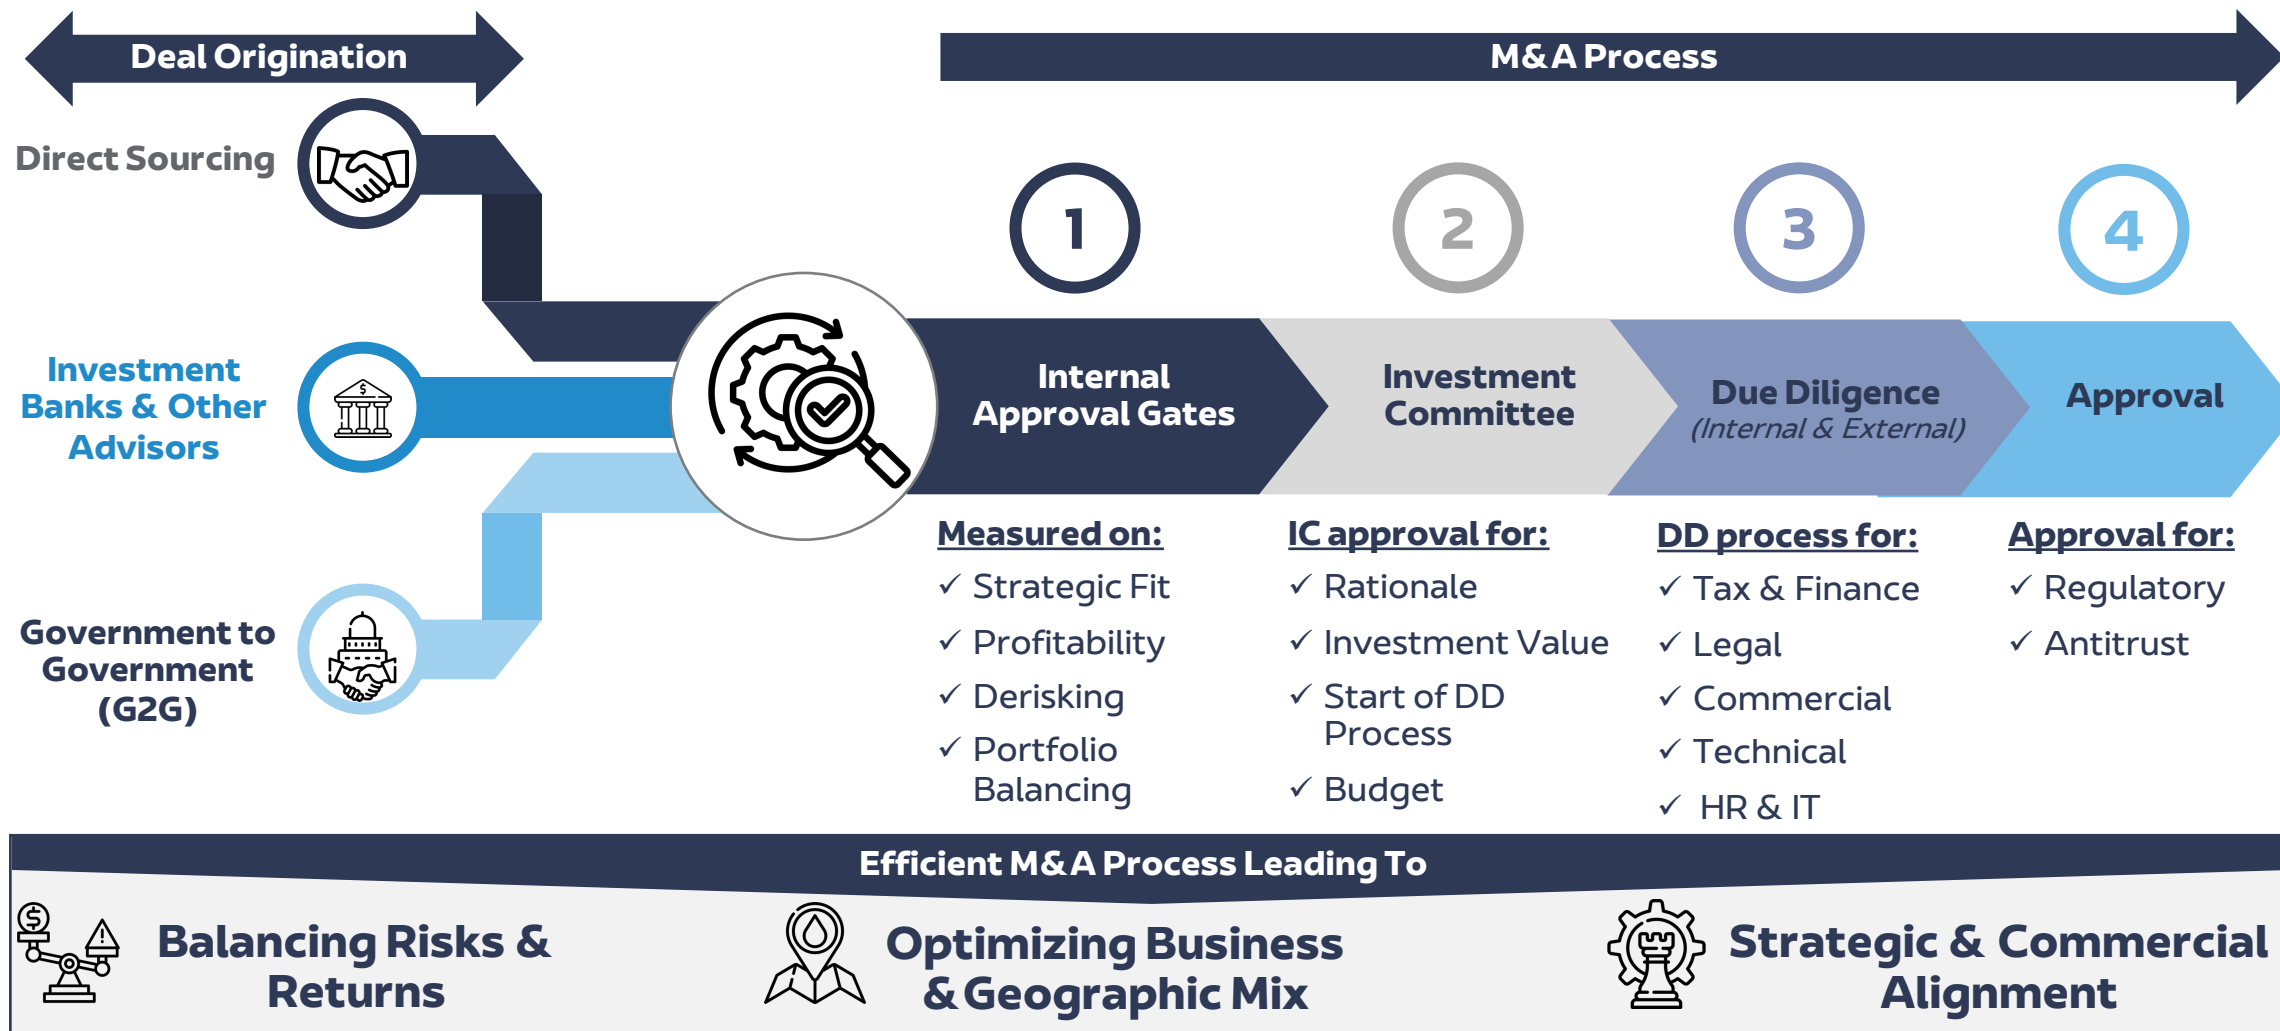 Deal Origination
M&A Process
Direct Sourcing
Investment
Banks & Other
Advisors
Government to
Government
(G2G)
1
2
3
4
Internal
Approval Gates
Investment
Committee
Due Diligence
(Internal & External)
Approval
Measured on:
✓ Strategic Fit
✓ Profitability
✓ Derisking
✓ Portfolio
Balancing
IC approval for:
✓ Rationale
✓ Investment Value
✓ Start of DD
Process
✓ Budget
DD process for:
✓ Tax & Finance
✓ Legal
✓ Commercial
✓ Technical
✓ HR & IT
Approval for:
✓ Regulatory
✓ Antitrust
Efficient M&A Process Leading To
Balancing Risks &
Returns
Optimizing Business
& Geographic Mix
Strategic & Commercial
Alignment